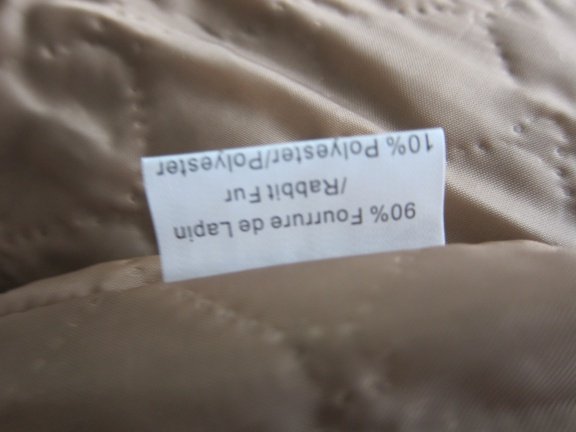 90% Fourrure de Lapin
/Rabbit Fur
10% Polyester/Polyester